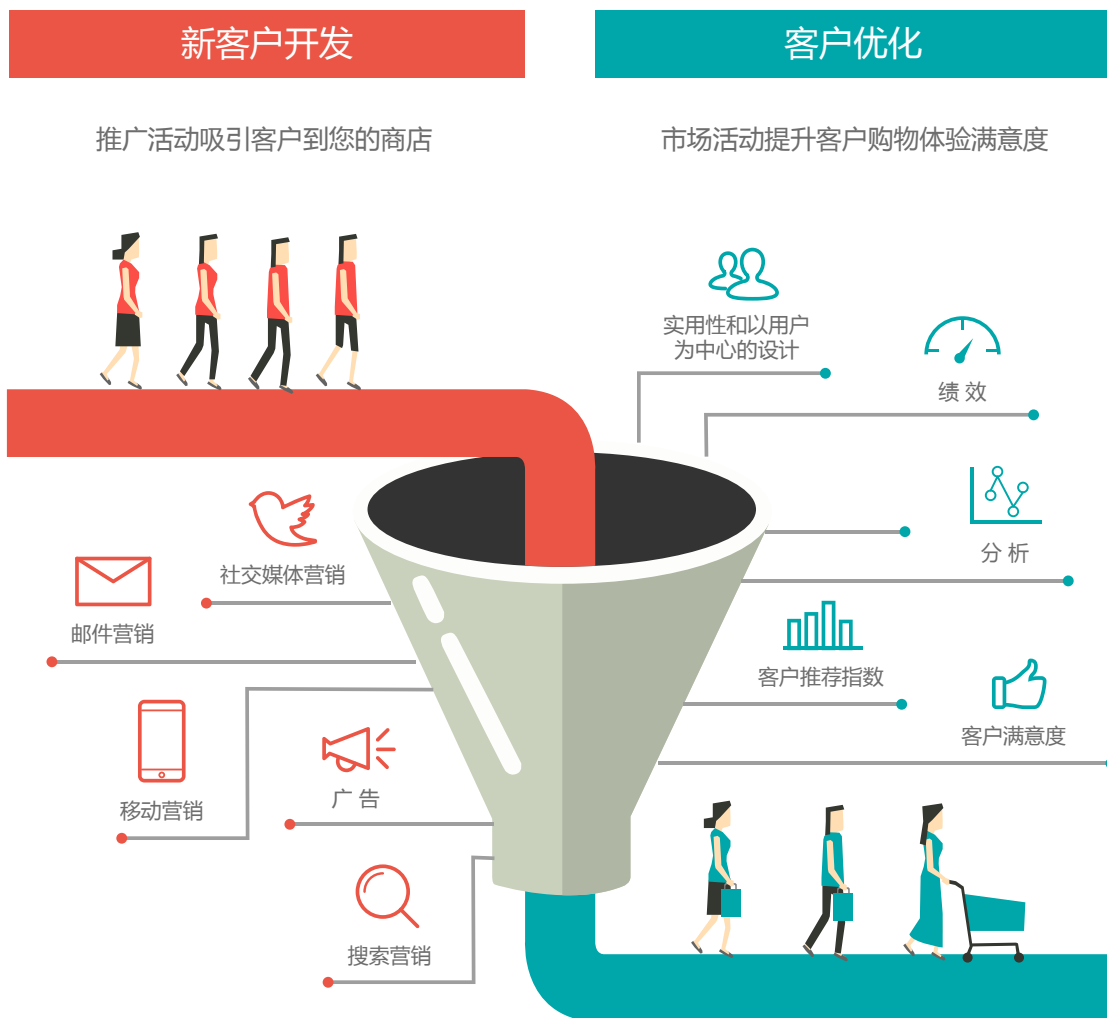 新客户开发
客户优化
推广活动吸引客户到您的商店
市场活动提升客户购物体验满意度
实用性和以用户
为中心的设计
绩 效
分 析
社交媒体营销
邮件营销
客户推荐指数
客户满意度
移动营销
广 告
搜索营销